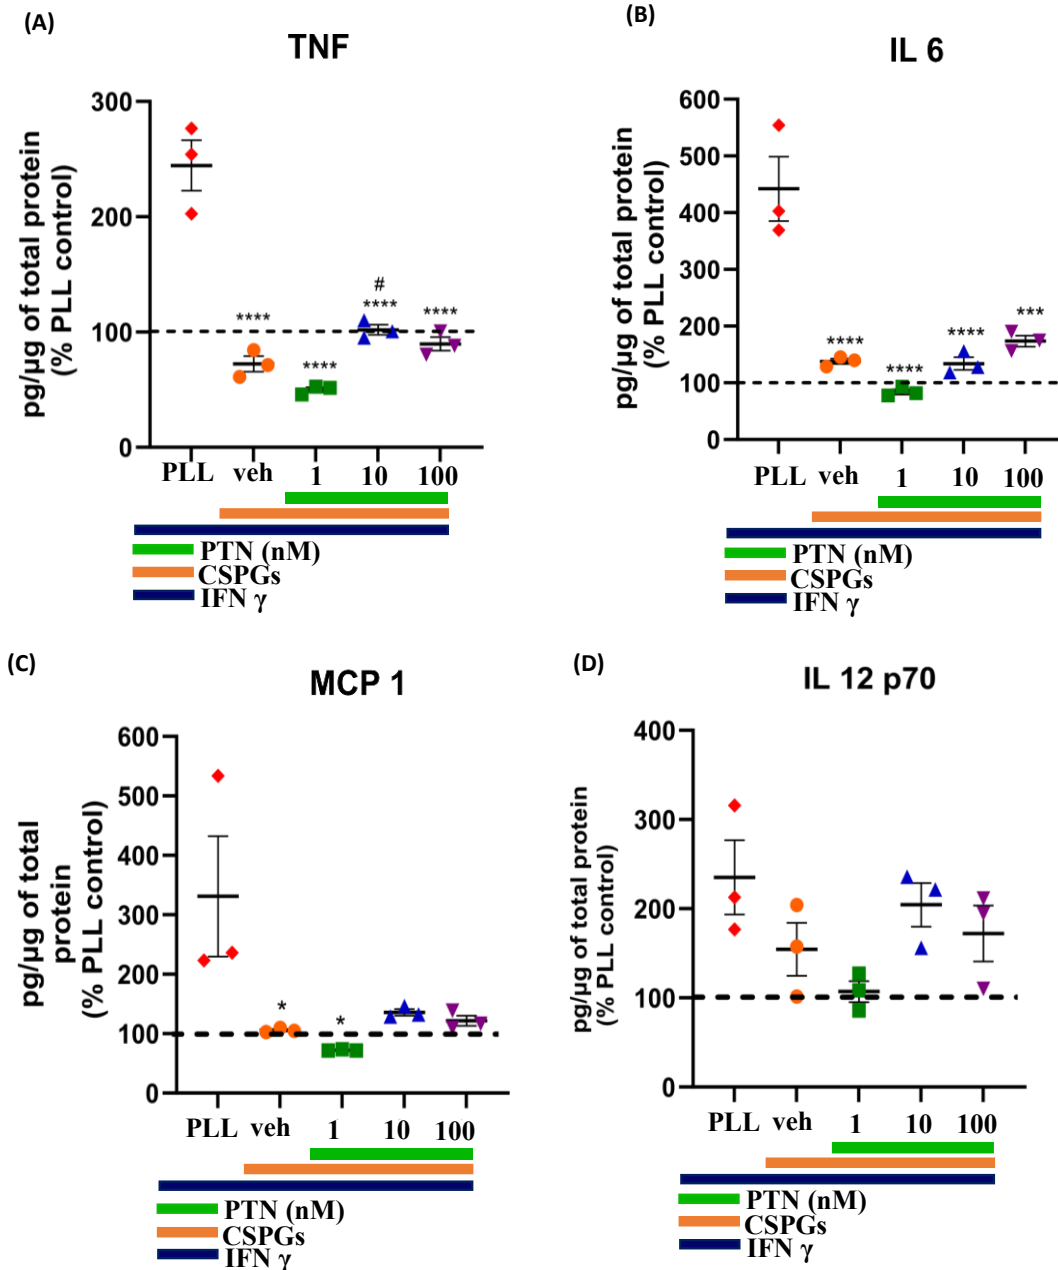 (A)
TNF
pg/µg of total protein
(% PLL control)
300
200
100
0
****
****
#
****
****
PLL veh 1 10 100
PTN (nM)
CSPGs
IFN γ
(B)
IL 6
pg/µg of total protein
(% PLL control)
600
500
400
300
200
100
0
****
****
****
***
PLL veh 1 10 100
PTN (nM)
CSPGs
IFN γ
(C)
MCP 1
pg/µg of total
protein
(% PLL control)
600
500
400
300
200
100
0
*
*
PLL veh 1 10 100
PTN (nM)
CSPGs
IFN γ
(D)
IL 12 p70
pg/µg of total protein
(% PLL control)
400
300
200
100
0
PLL veh 1 10 100
PTN (nM)
CSPGs
IFN γ